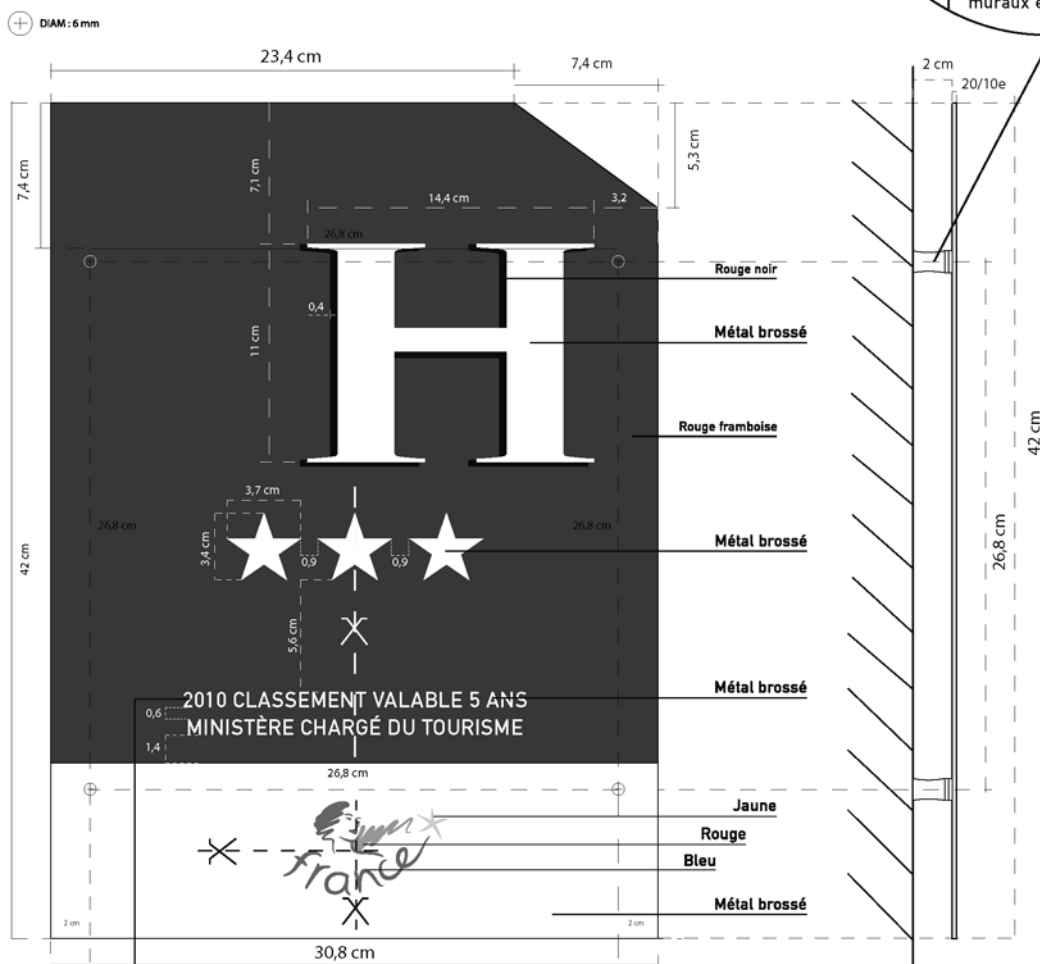 muraux e
DIAM : 6 mm
23,4 cm
7,4 cm
2 cm
20/10e
7,4 cm
7,1 cm
5,3 cm
14,4 cm
3,2
26,8 cm
H
Rouge noir
0,4
Métal brossé
11 cm
Rouge framboise
42 cm
3,7 cm
26,8 cm
3,4 cm
26,8 cm
Métal brossé
26,8 cm
0,9
0,9
42 cm
5,6 cm
Métal brossé
2010 CLASSEMENT VALABLE 5 ANS
0,6
MINISTÈRE CHARGÉ DU TOURISME
1,4
26,8 cm
Jaune
Rouge
france
Bleu
Métal brossé
2 cm
2 cm
30,8 cm